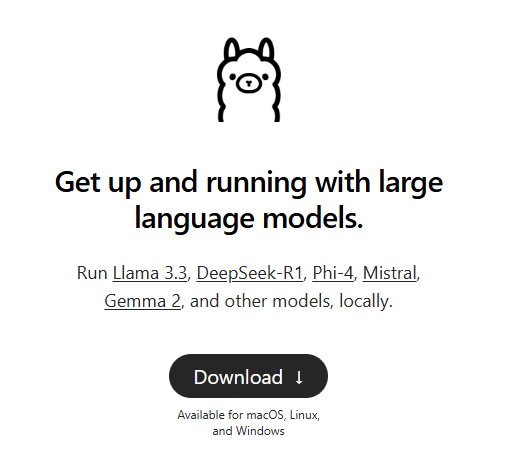 Get up and running with large
language models.
Run Llama 3.3, DeepSeek-R1, Phi-4, Mistral,
Gemma 2, and other models, locally.
Download ↓
Available for macOS, Linux,
and Windows